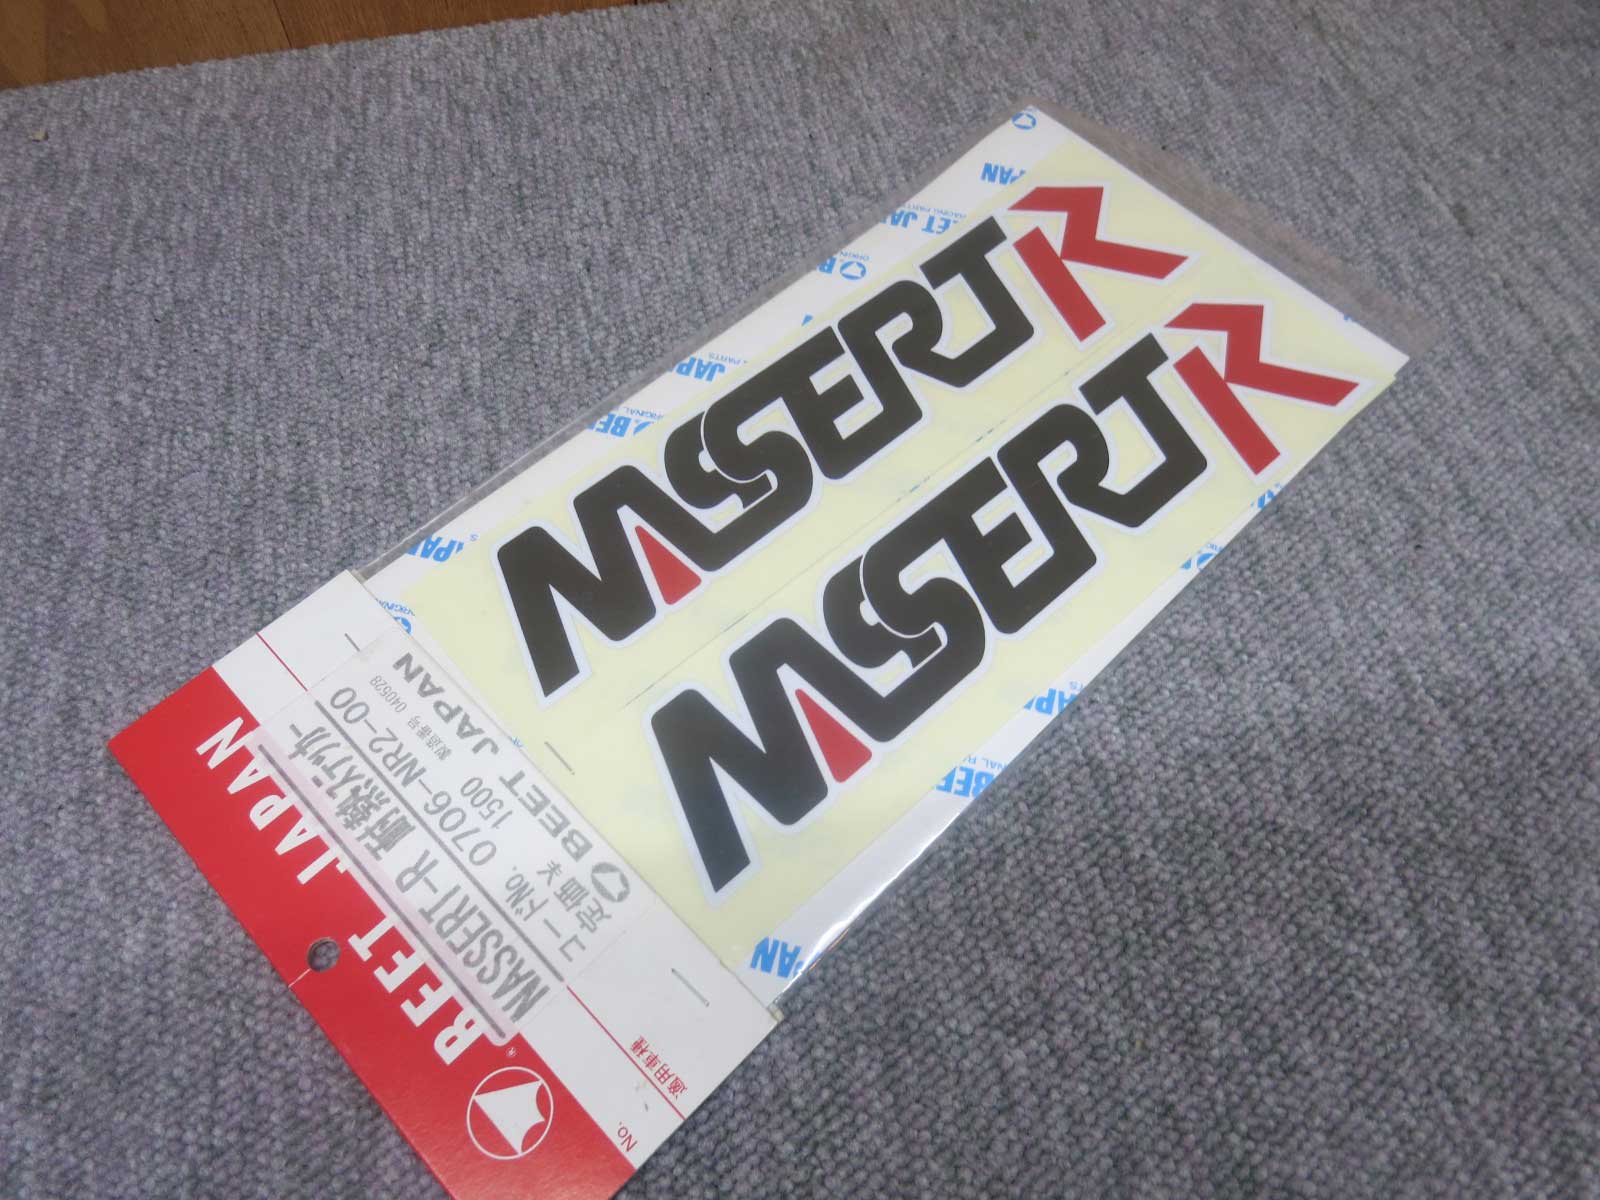 NASSERT R
NASSERT R
BEET JAPAN
NASSERT-R 耐熱ステッカー
コードNo. 0706-NR2-00
定価¥ 1500 製造番号 040528
BEET JAPAN
No.
適用車種